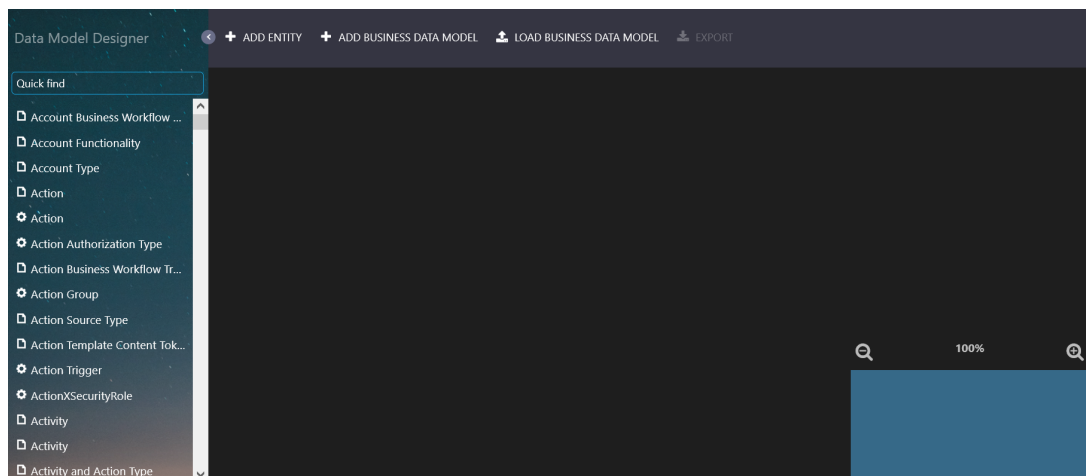 Data Model Designer
ADD ENTITY
ADD BUSINESS DATA MODEL
LOAD BUSINESS DATA MODEL
EXPORT
Quick find
Account Business Workflow ...
Account Functionality
Account Type
Action
Action
Action Authorization Type
Action Business Workflow Tr...
Action Group
Action Source Type
Action Template Content Tok...
Action Trigger
ActionXSecurityRole
Activity
Activity
Activity and Action Type
100%